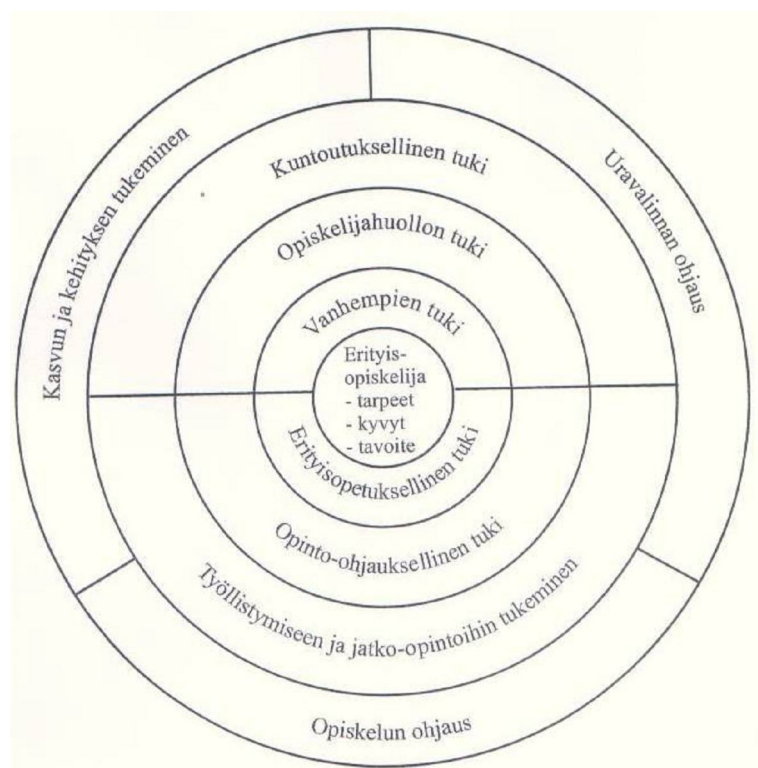 Kasvun ja kehityksen tukeminen
Uravalinnan ohjaus
Kuntoutuksellinen tuki
Opiskelijahuollon tuki
Vanhempien tuki
Erityis-
opiskelija
- tarpeet
- kyvyt
- tavoite
Erityisopetuksellinen tuki
Opinto-ohjauksellinen tuki
Työllistymiseen ja jatko-opintoihin tukeminen
Opiskelun ohjaus